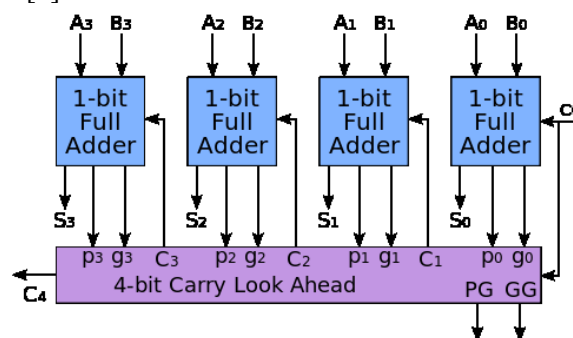 A3 B3 A2 B2 A1 B1 A0 B0
1-bit Full Adder 1-bit Full Adder 1-bit Full Adder 1-bit Full Adder
S3 S2 S1 S0
p3 g3 C3 p2 g2 C2 p1 g1 C1 p0 g0
4-bit Carry Look Ahead PG GG
C4